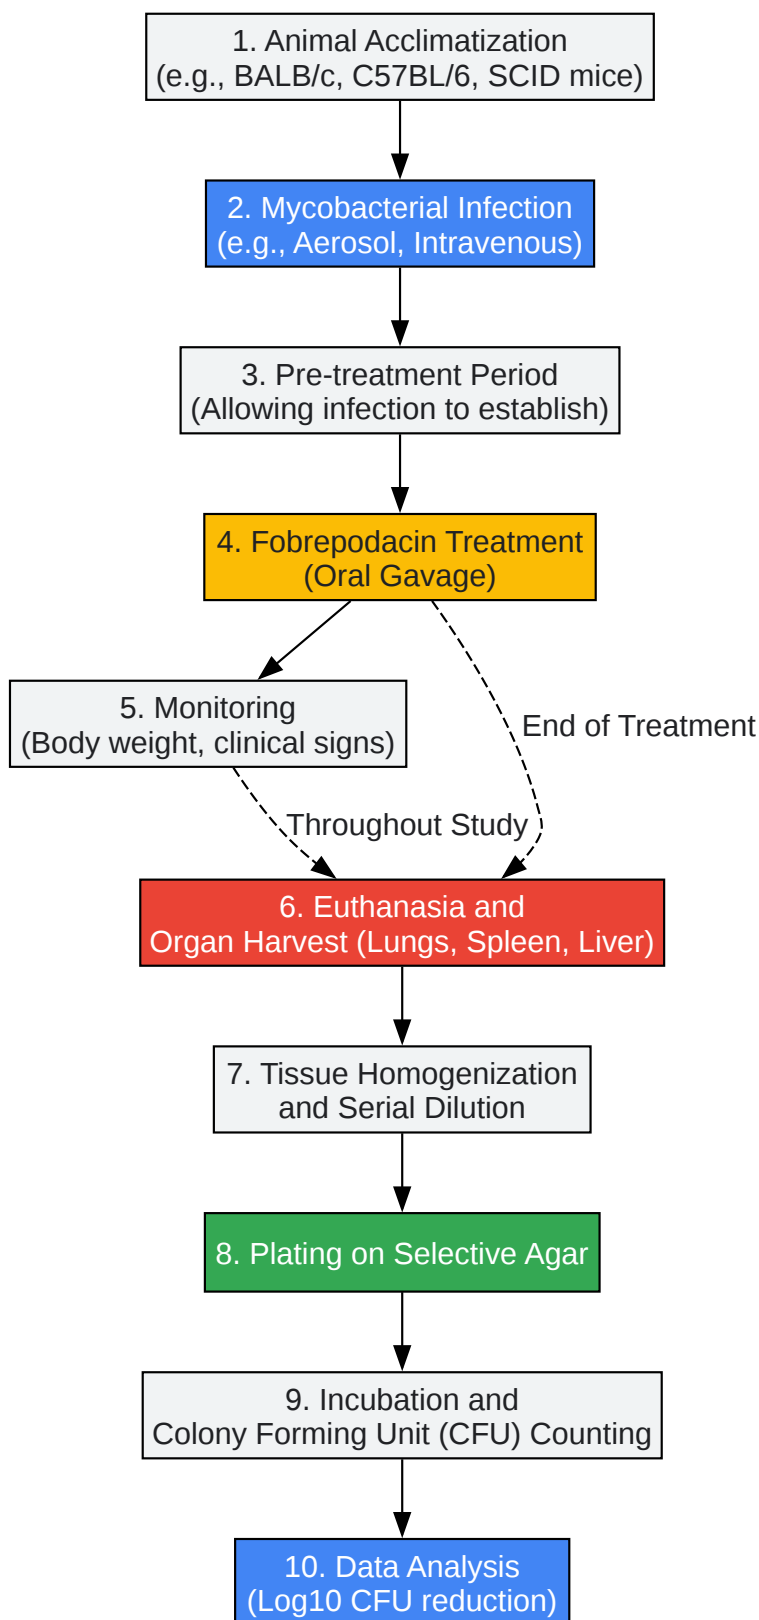 1. Animal Acclimatization
(e.g., BALB/c, C57BL/6, SCID mice)
2. Mycobacterial Infection
(e.g., Aerosol, Intravenous)
3. Pre-treatment Period
(Allowing infection to establish)
4. Fobrepodacin Treatment
(Oral Gavage)
5. Monitoring
(Body weight, clinical signs)
End of Treatment
Throughout Study
6. Euthanasia and
Organ Harvest (Lungs, Spleen, Liver)
7. Tissue Homogenization
and Serial Dilution
8. Plating on Selective Agar
9. Incubation and
Colony Forming Unit (CFU) Counting
10. Data Analysis
(Log10 CFU reduction)